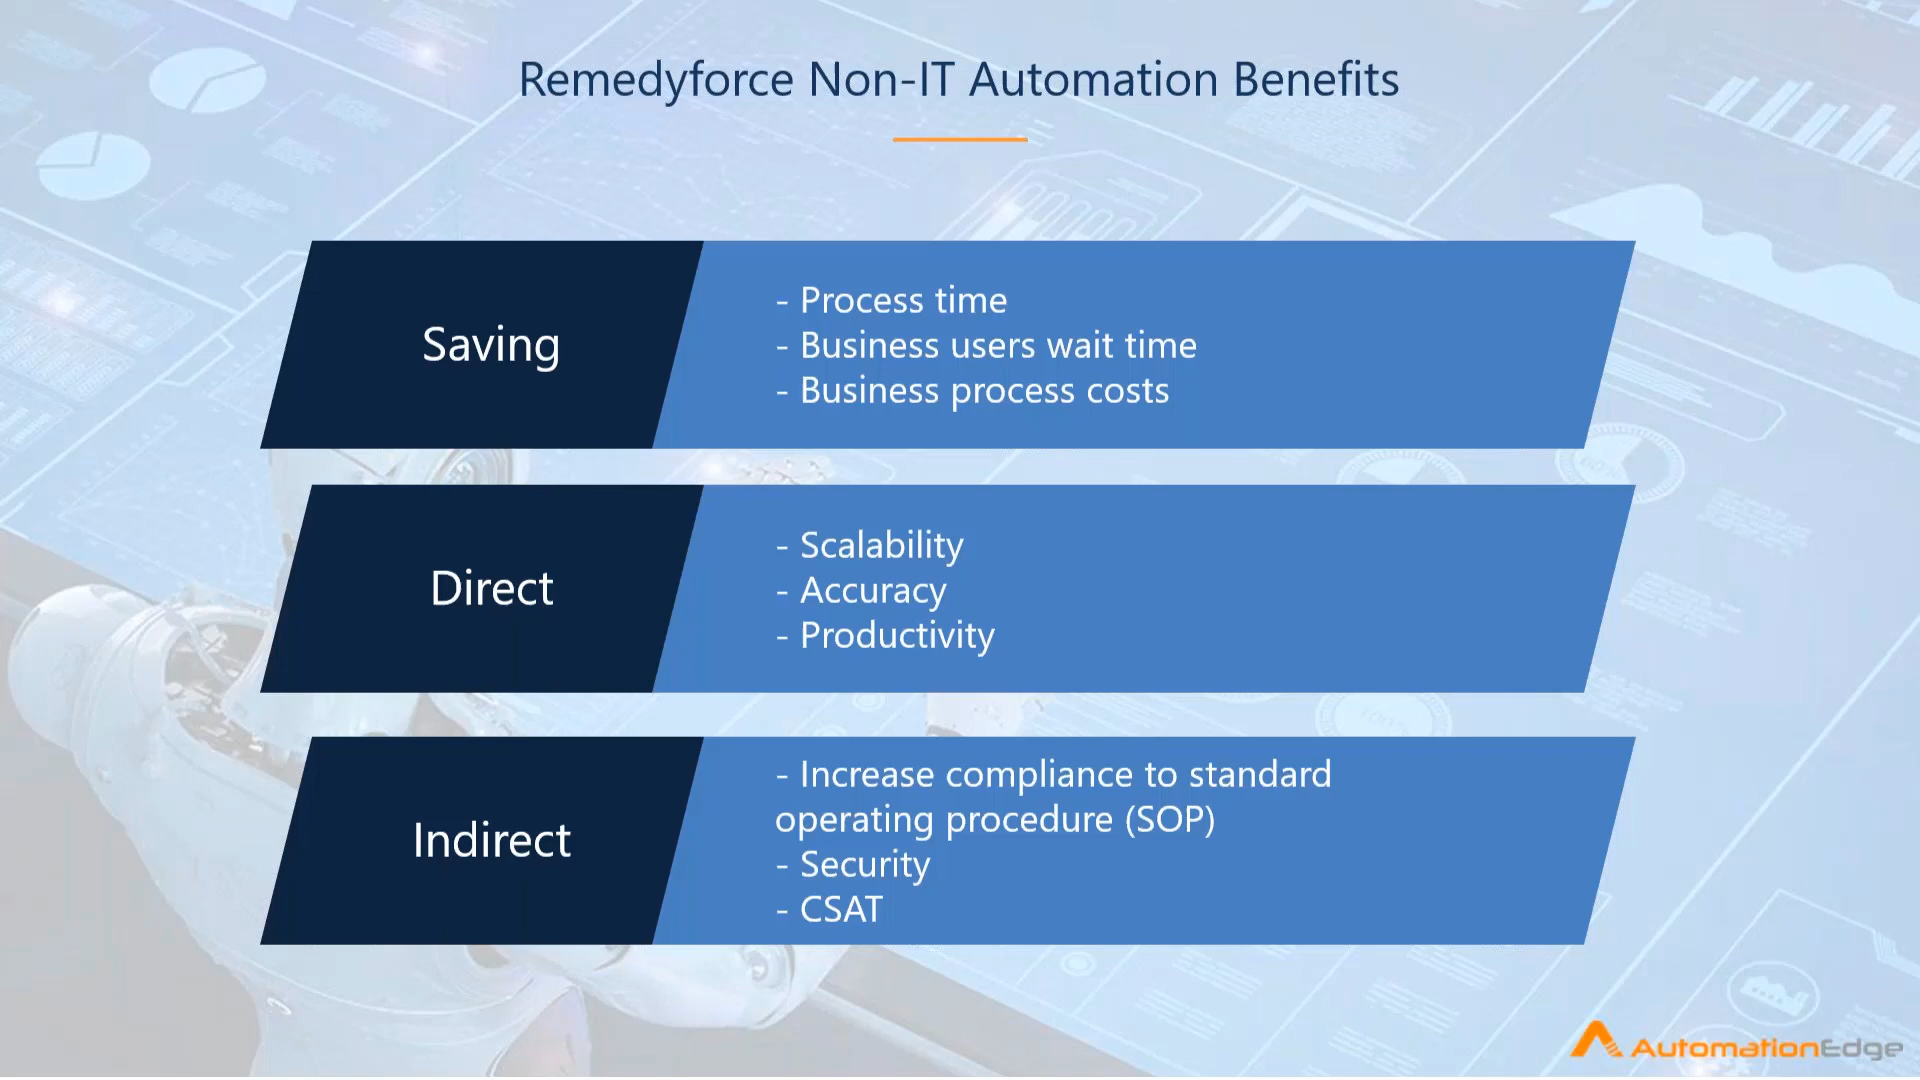 Remedyforce Non-IT Automation Benefits
Saving
- Process time
- Business users wait time
- Business process costs
Direct
- Scalability
- Accuracy
- Productivity
Indirect
- Increase compliance to standard
operating procedure (SOP)
- Security
- CSAT
AutomationEdge